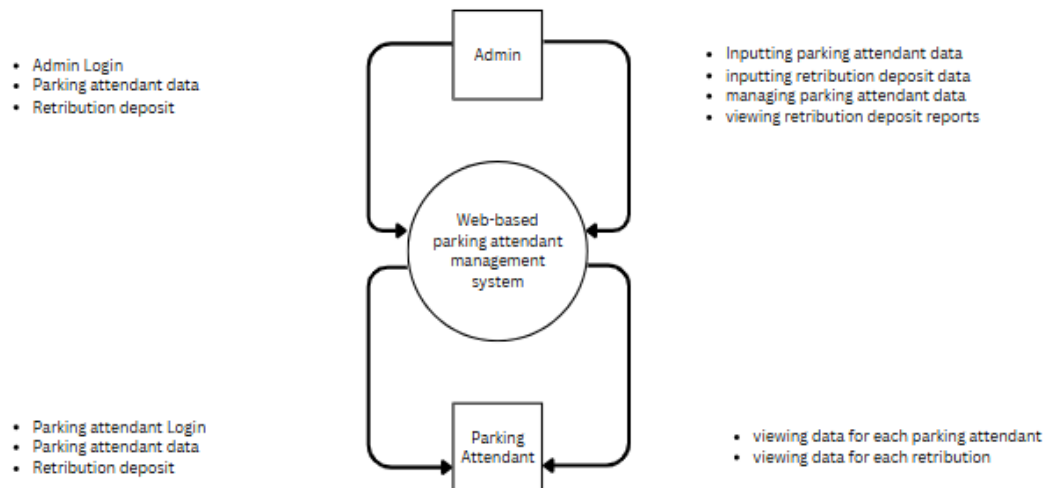 Admin
• Admin Login
• Parking attendant data
• Retribution deposit
• Inputting parking attendant data
• inputting retribution deposit data
• managing parking attendant data
• viewing retribution deposit reports
Web-based
parking attendant
management
system
• Parking attendant Login
• Parking attendant data
• Retribution deposit
Parking
Attendant
• viewing data for each parking attendant
• viewing data for each retribution